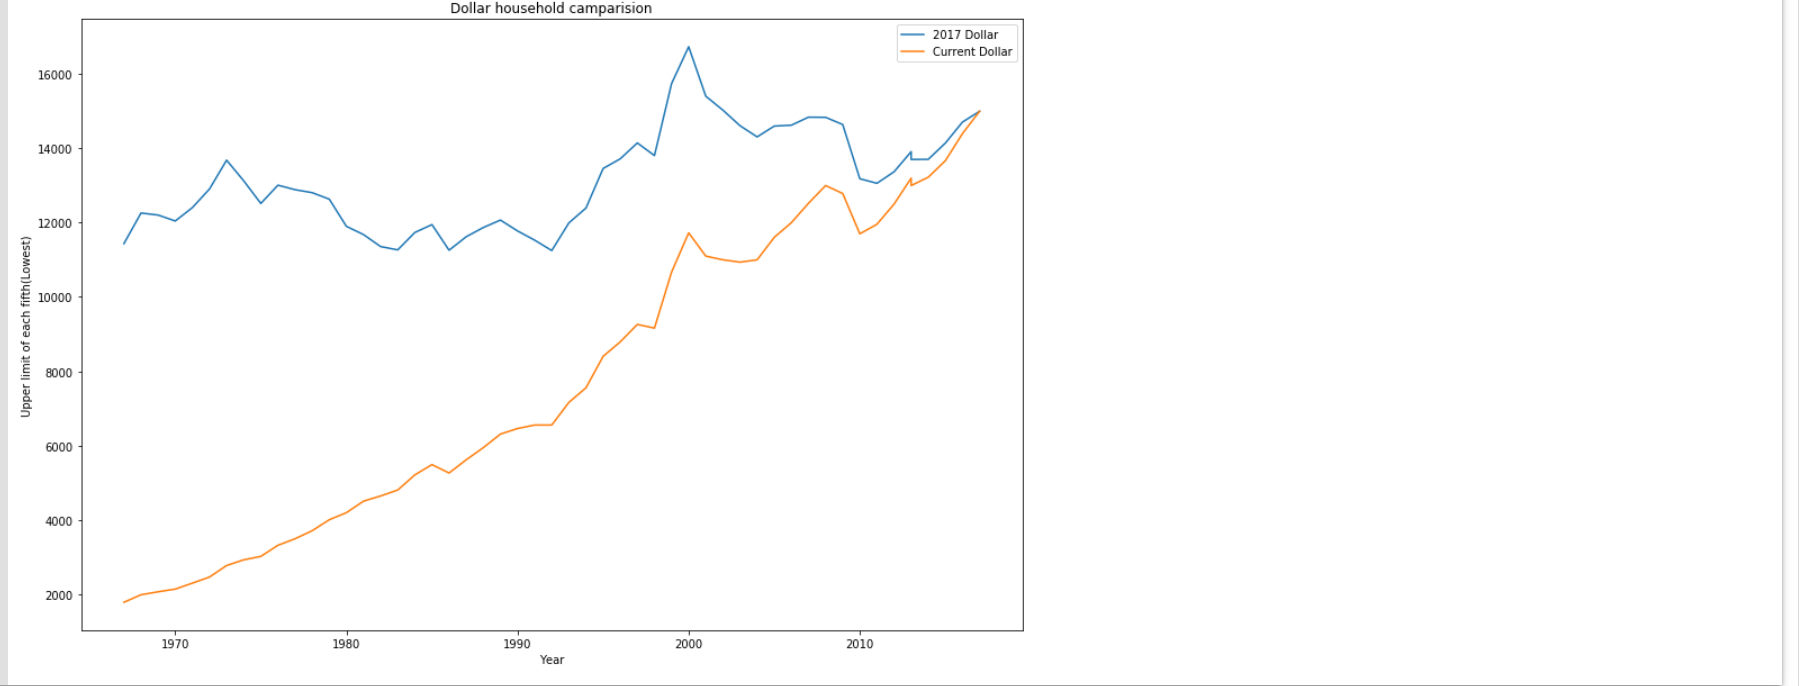 Dollar household camparision
2017 Dollar
Current Dollar
16000
14000
12000
10000
8000
6000
4000
2000
Upper limit of each fifth(Lowest)
1970
1980
1990
2000
2010
Year